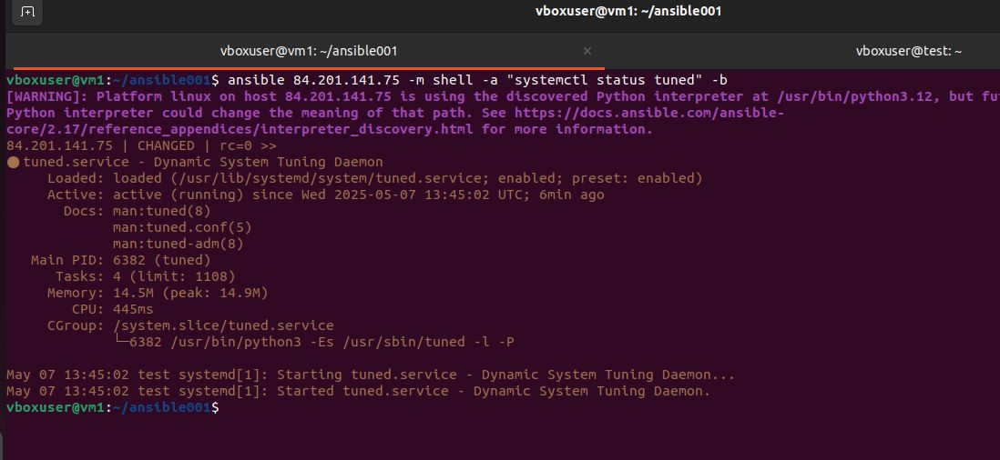 vboxuser@vm1: ~/ansible001
vboxuser@vm1: ~/ansible001 × vboxuser@test: ~
vboxuser@vm1:~/ansible001$ ansible 84.201.141.75 -m shell -a "systemctl status tuned" -b
[WARNING]: Platform linux on host 84.201.141.75 is using the discovered Python interpreter at /usr/bin/python3.12, but fu
Python interpreter could change the meaning of that path. See https://docs.ansible.com/ansible-
core/2.17/reference_appendices/interpreter_discovery.html for more information.
84.201.141.75 | CHANGED | rc=0 >>
● tuned.service - Dynamic System Tuning Daemon
Loaded: loaded (/usr/lib/systemd/system/tuned.service; enabled; preset: enabled)
Active: active (running) since Wed 2025-05-07 13:45:02 UTC; 6min ago
Docs: man:tuned(8)
man:tuned.conf(5)
man:tuned-adm(8)
Main PID: 6382 (tuned)
Tasks: 4 (limit: 1108)
Memory: 14.5M (peak: 14.9M)
CPU: 445ms
CGroup: /system.slice/tuned.service
└─6382 /usr/bin/python3 -Es /usr/sbin/tuned -l -P
May 07 13:45:02 test systemd[1]: Starting tuned.service - Dynamic System Tuning Daemon...
May 07 13:45:02 test systemd[1]: Started tuned.service - Dynamic System Tuning Daemon.
vboxuser@vm1:~/ansible001$